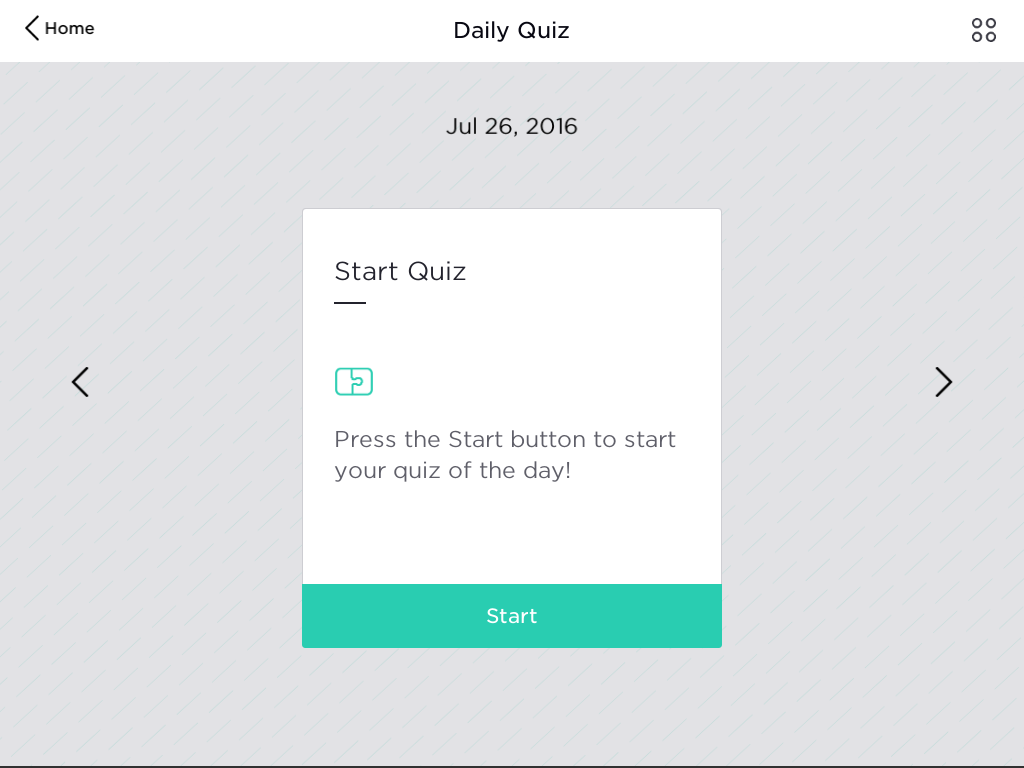 Home
Daily Quiz
Jul 26, 2016
Start Quiz
Press the Start button to start
your quiz of the day!
Start